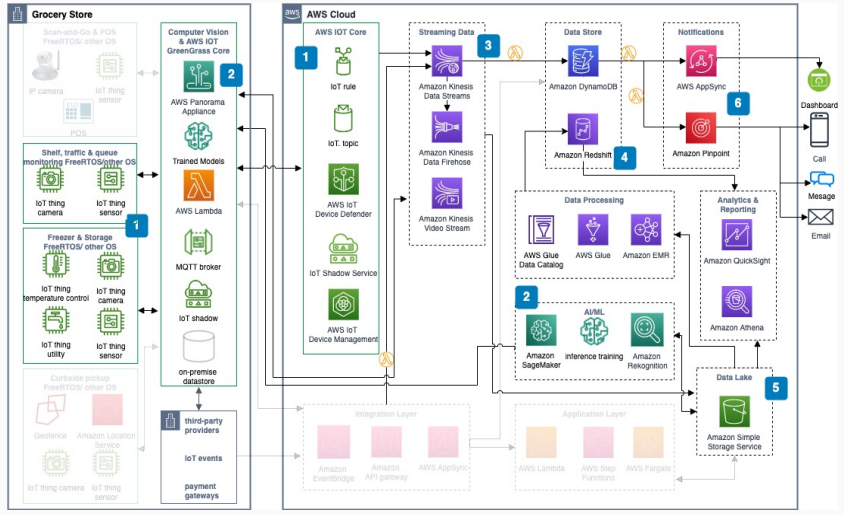 Grocery Store
Scan-and-Go & POS
FreeRTOS/ other OS
IP camera
IoT thing
sensor
POS
Shelf, traffic & queue
monitoring FreeRTOS/other OS
IoT thing
camera
IoT thing
sensor
1
Freezer & Storage
FreeRTOS/ other OS
IoT thing
temperature control
IoT thing
camera
IoT thing
utility
IoT thing
sensor
Curbside pickup
FreeRTOS/ other OS
Geofence
Amazon Location
Service
IoT thing camera
IoT thing
sensor
Computer Vision
& AWS IOT
GreenGrass Core
2
AWS Panorama
Appliance
Trained Models
AWS Lambda
MQTT broker
IoT shadow
on-premise
datastore
third-party
providers
IoT events
payment
gateways
aws
AWS Cloud
AWS IOT Core
1
IoT rule
IoT. topic
AWS IoT
Device Defender
IoT Shadow Service
AWS IoT
Device Management
Streaming Data
3
Amazon Kinesis
Data Streams
Amazon Kinesis
Data Firehose
Amazon Kinesis
Video Stream
Data Store
Amazon DynamoDB
Amazon Redshift
4
Notifications
AWS AppSync
6
Amazon Pinpoint
Dashboard
Call
Mesage
Email
Data Processing
AWS Glue
Data Catalog
AWS Glue
Amazon EMR
Analytics &
Reporting
Amazon QuickSight
Amazon Athena
2
AI/ML
Amazon
SageMaker
inference training
Amazon
Rekognition
Data Lake
5
Amazon Simple
Storage Service
Integration Layer
Amazon
EventBridge
Amazon
API gateway
AWS AppSync
Application Layer
AWS Lambda
AWS Step
Functions
AWS Fargate